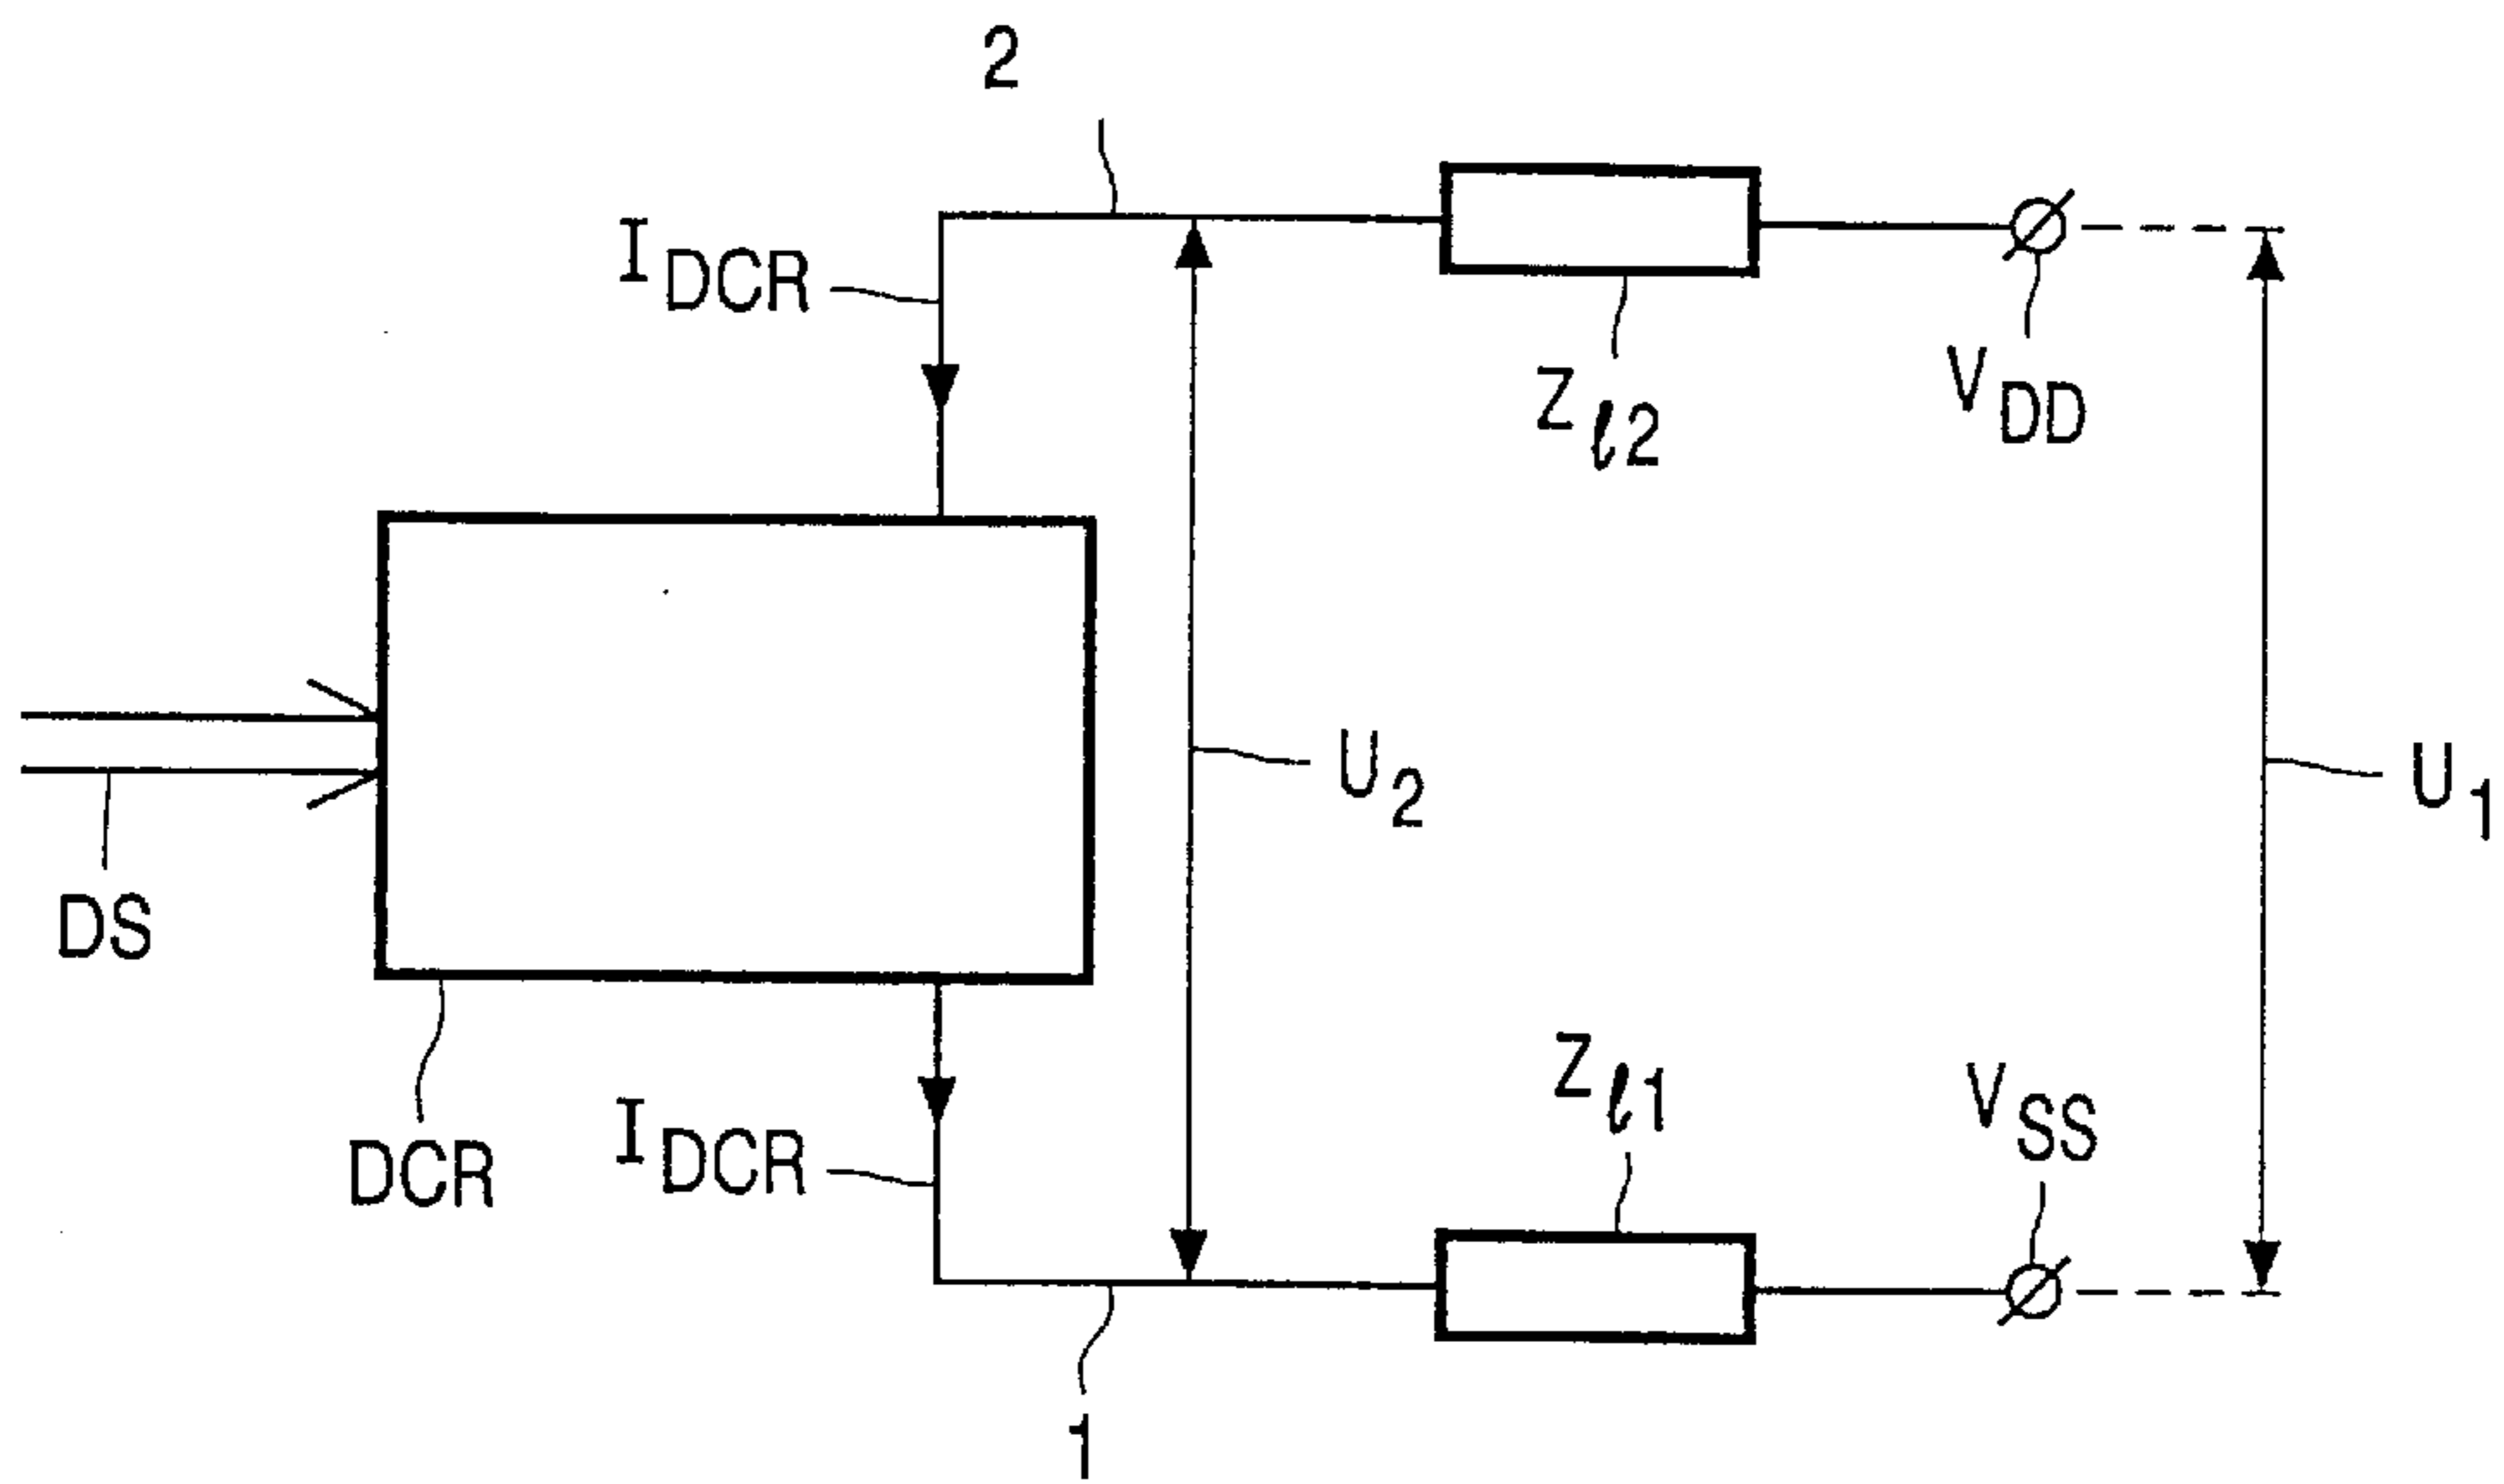 2
I DCR
Z ℓ2
V DD
U 2
U 1
DS
DCR
I DCR
Z ℓ1
V SS
1